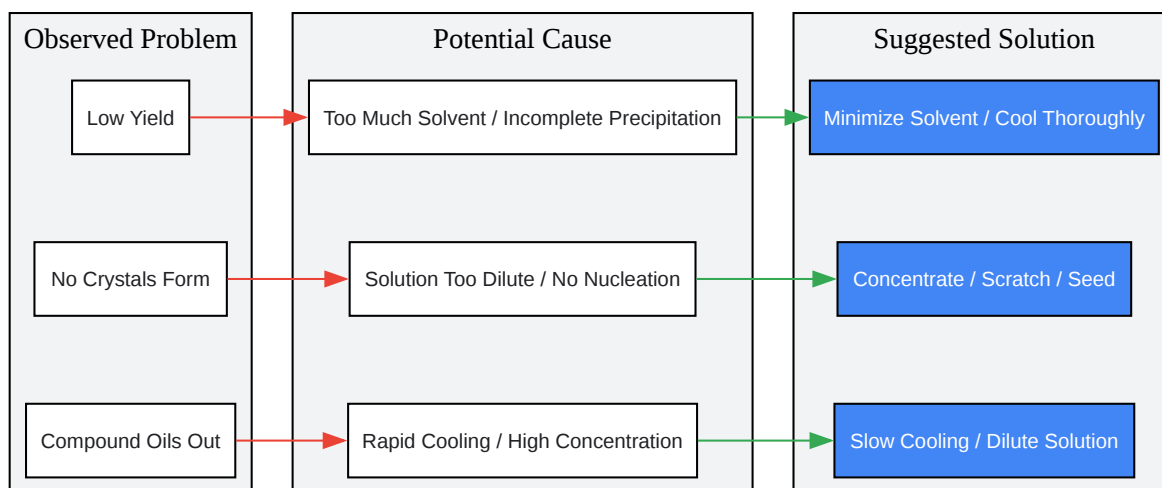 Observed Problem
Potential Cause
Suggested Solution
Low Yield
Too Much Solvent / Incomplete Precipitation
Minimize Solvent / Cool Thoroughly
No Crystals Form
Solution Too Dilute / No Nucleation
Concentrate / Scratch / Seed
Compound Oils Out
Rapid Cooling / High Concentration
Slow Cooling / Dilute Solution